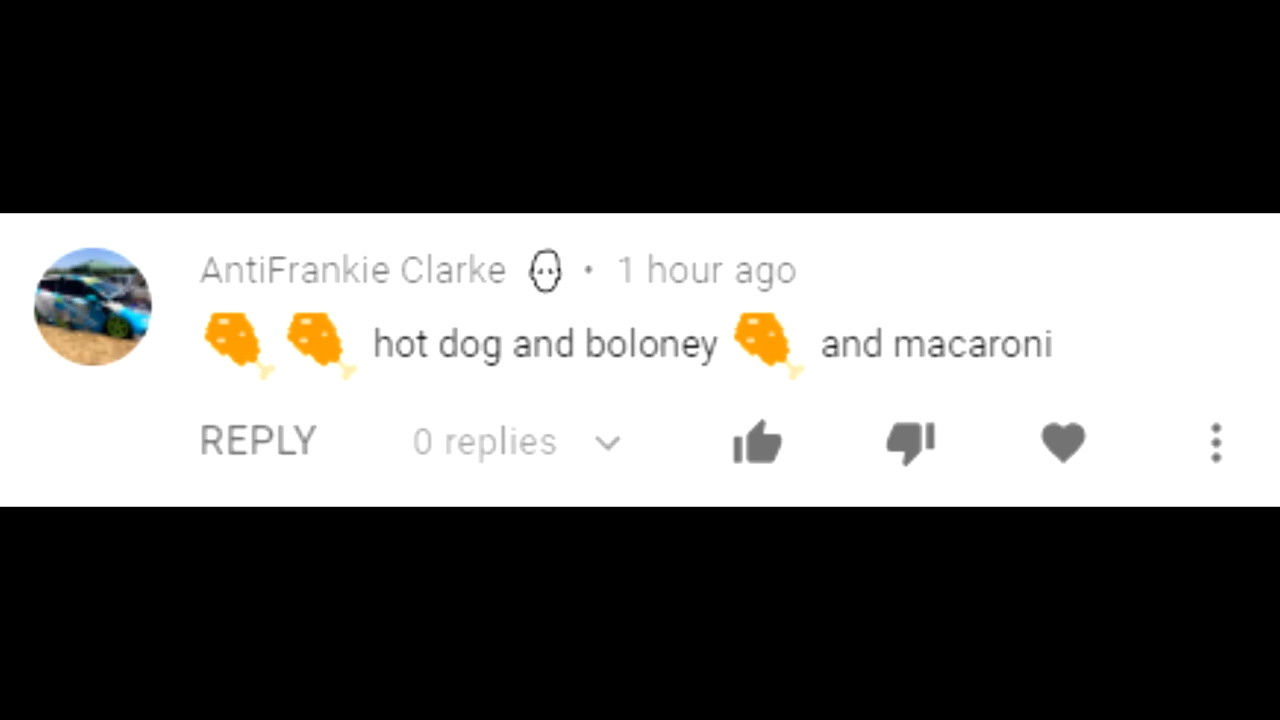 AntiFrankie Clarke • 1 hour ago
🍗 🍗 hot dog and boloney 🍗 and macaroni
REPLY 0 replies